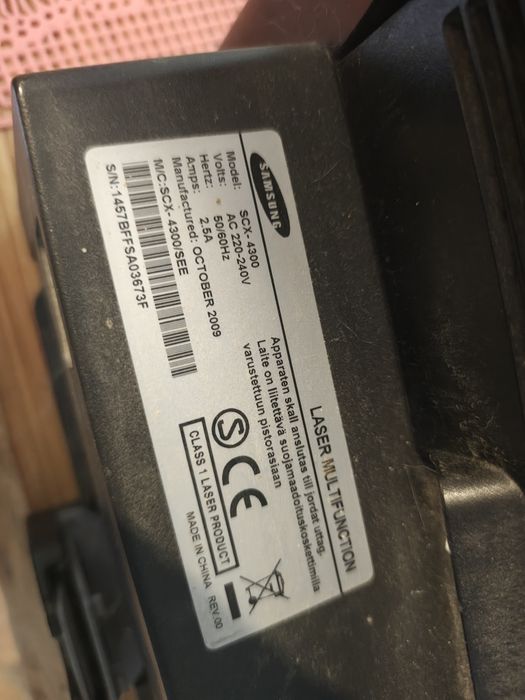 SAMSUNG
LASER MULTIFUNCTION
Model: SCX- 4300
Volts: AC 220-240V
Hertz: 50/60Hz
Amps: 2.5A
Manufactured: OCTOBER 2009
M/C:SCX- 4300/SEE
S/N:1457BFFSA03673F
Apparaten skall anslutas till jordat uttag.
Laite on liitettävä suojamaadoituskoskettimilla
varustettuun pistorasiaan
S CE
CLASS 1 LASER PRODUCT
MADE IN CHINA REV.00